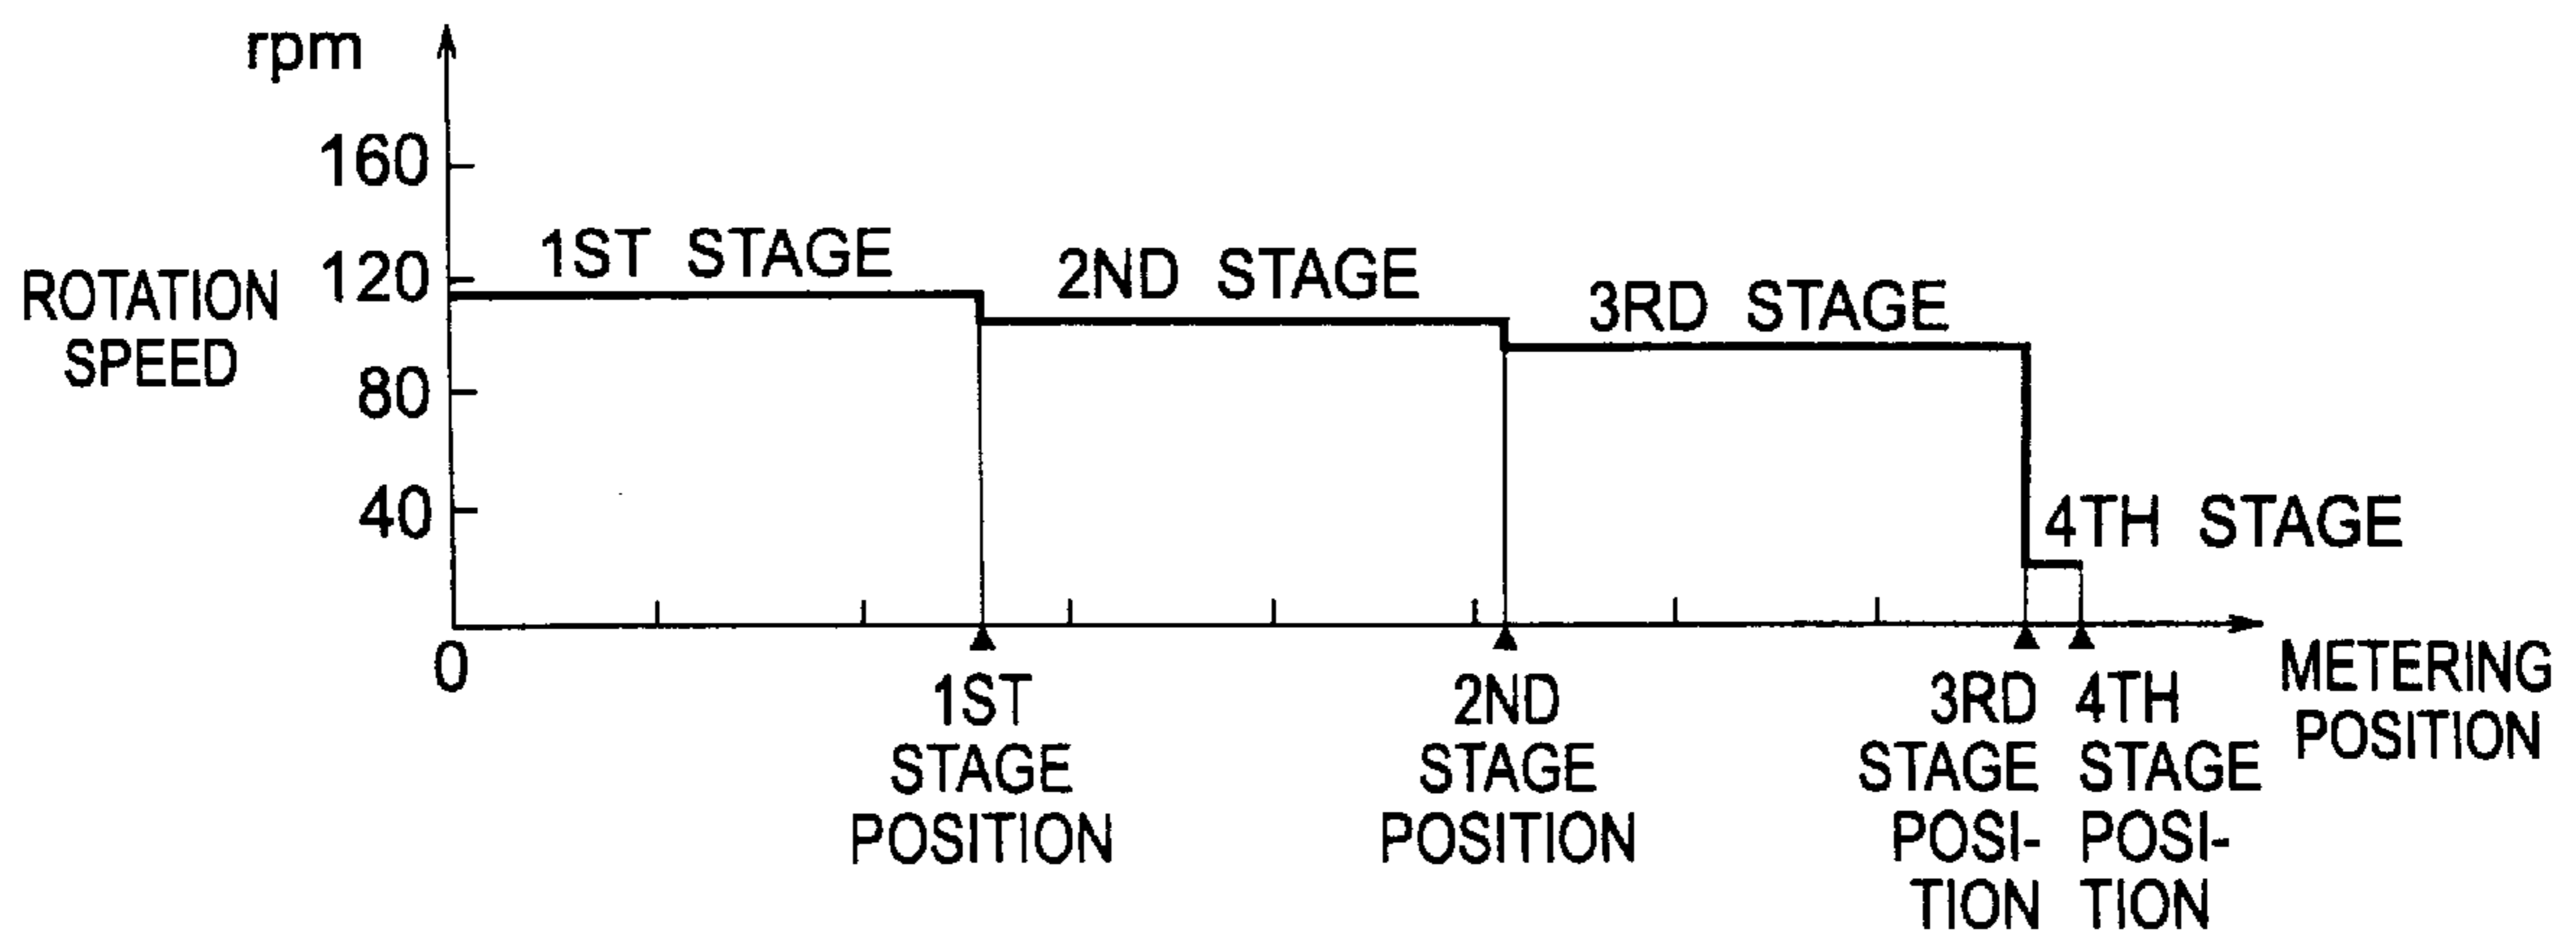 rpm
160
120
80
40
0
ROTATION
SPEED
1ST STAGE
2ND STAGE
3RD STAGE
4TH STAGE
1ST
STAGE
POSITION
2ND
STAGE
POSITION
3RD
STAGE
POSI-
TION
4TH
STAGE
POSI-
TION
METERING
POSITION